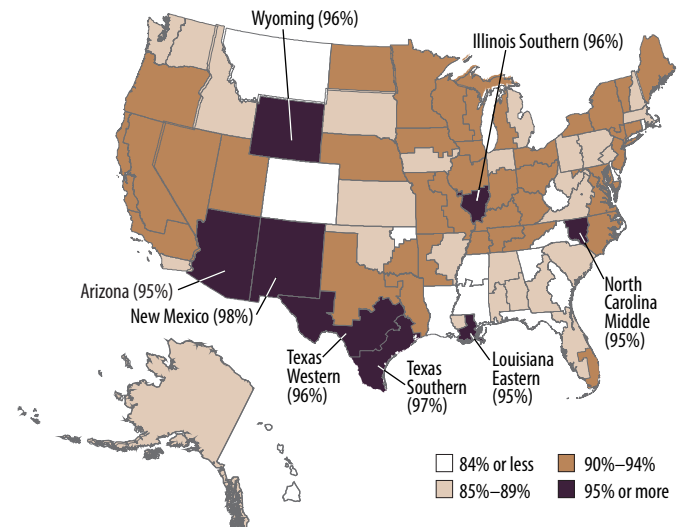 Wyoming (96%)
Illinois Southern (96%)
Arizona (95%)
New Mexico (98%)
Texas
Western
(96%)
Texas
Southern
(97%)
Louisiana
Eastern
(95%)
North
Carolina
Middle
(95%)
84% or less
90%–94%
85%–89%
95% or more